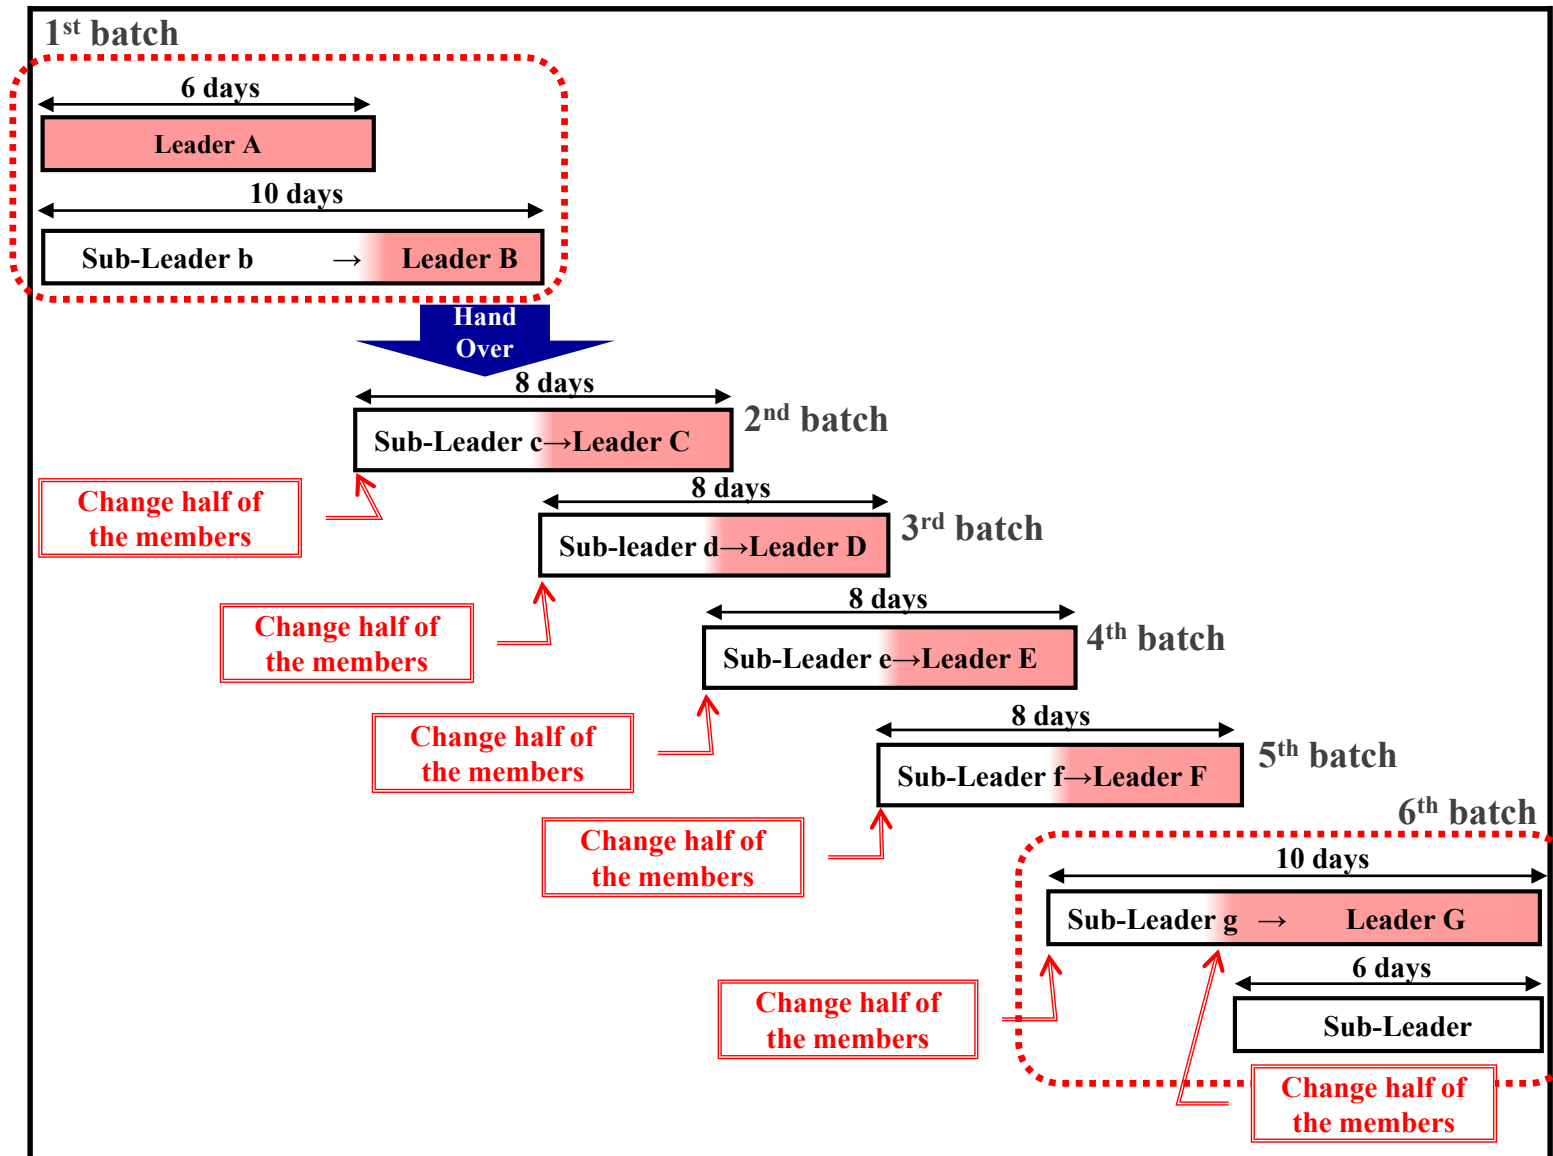 1st batch
6 days
Leader A
10 days
Sub-Leader b → Leader B
Hand
Over
8 days
2nd batch
Sub-Leader c→Leader C
Change half of
the members
8 days
3rd batch
Sub-leader d→Leader D
Change half of
the members
8 days
4th batch
Sub-Leader e→Leader E
Change half of
the members
8 days
5th batch
Sub-Leader f→Leader F
Change half of
the members
6th batch
10 days
Sub-Leader g → Leader G
Change half of
the members
6 days
Sub-Leader
Change half of
the members